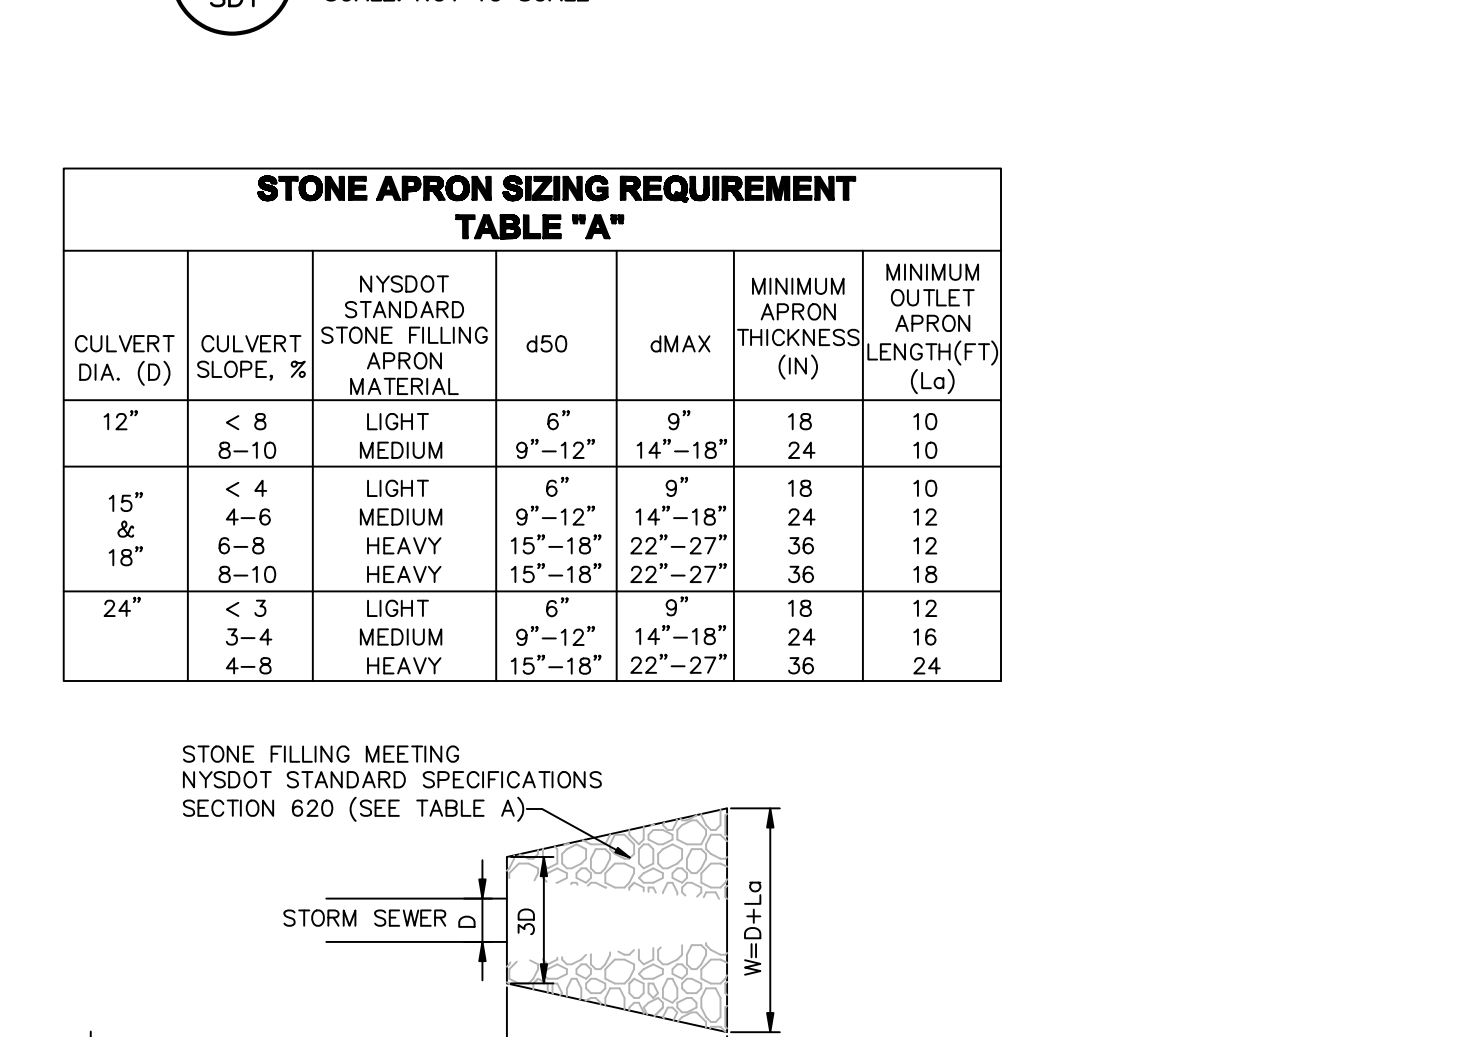 STONE APRON SIZING REQUIREMENT
TABLE "A"
CULVERT DIA. (D)
CULVERT SLOPE, %
NYSDOT STANDARD STONE FILLING APRON MATERIAL
d50
dMAX
MINIMUM APRON THICKNESS (IN)
MINIMUM OUTLET APRON LENGTH(FT) (La)
12” < 8 LIGHT 6” 9” 18 10
8–10 MEDIUM 9”–12” 14”–18” 24 10
15” & 18”
< 4 LIGHT 6” 9” 18 10
4–6 MEDIUM 9”–12” 14”–18” 24 12
6–8 HEAVY 15”–18” 22”–27” 36 12
8–10 HEAVY 15”–18” 22”–27” 36 18
24” < 3 LIGHT 6” 9” 18 12
3–4 MEDIUM 9”–12” 14”–18” 24 16
4–8 HEAVY 15”–18” 22”–27” 36 24
STONE FILLING MEETING
NYSDOT STANDARD SPECIFICATIONS
SECTION 620 (SEE TABLE A)
STORM SEWER
D
3D
W=D+La